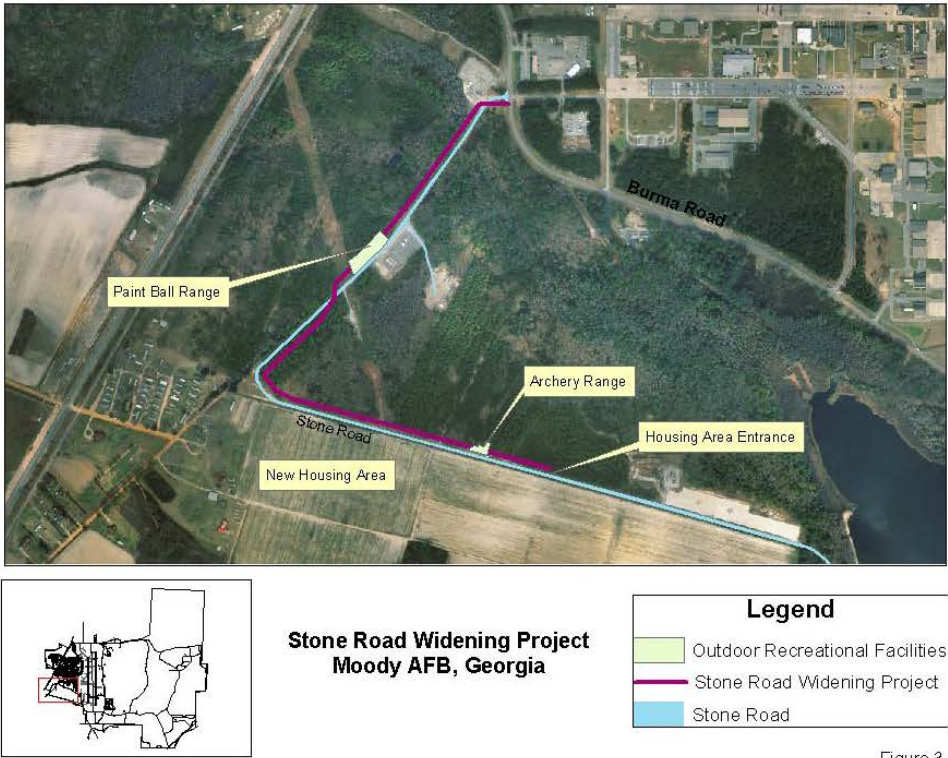 Burma Road
Paint Ball Range
Archery Range
Housing Area Entrance
Stone Road
New Housing Area
Stone Road Widening Project
Moody AFB, Georgia
Legend
Outdoor Recreational Facilities
Stone Road Widening Project
Stone Road
Figure 3